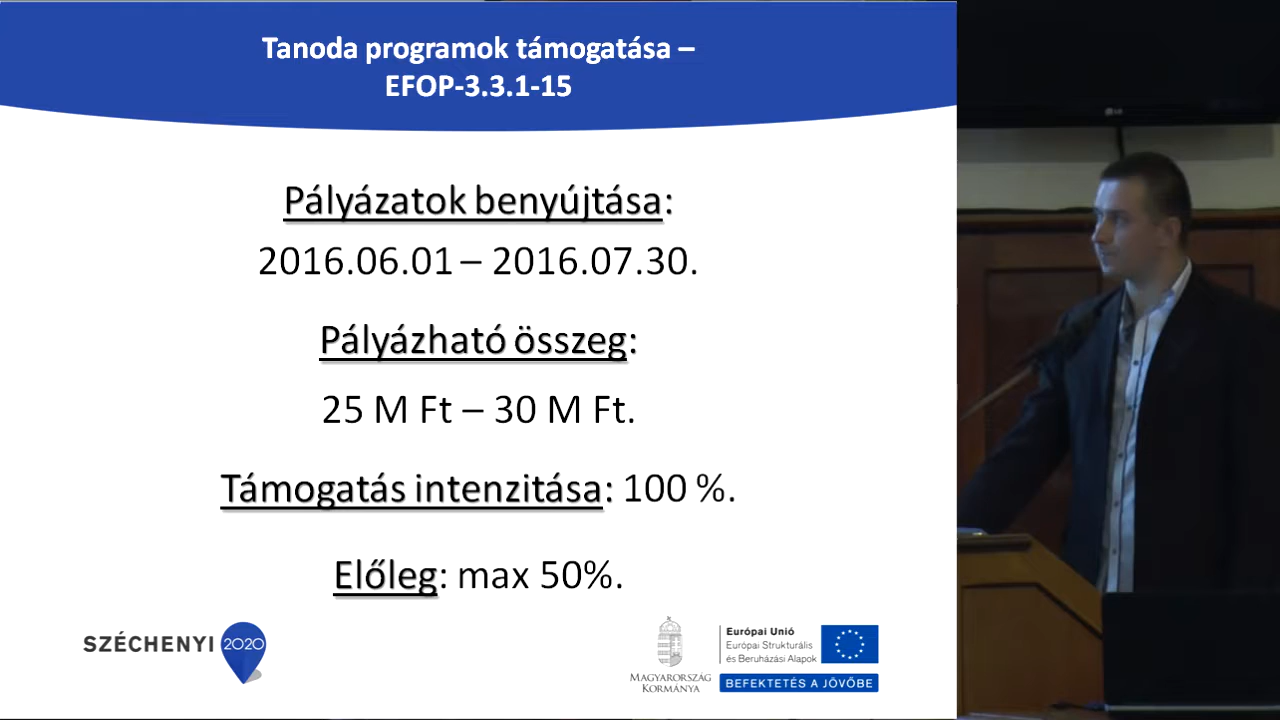 Tanoda programok támogatása –
EFOP-3.3.1-15
Pályázatok benyújtása:
2016.06.01 – 2016.07.30.
Pályázható összeg:
25 M Ft – 30 M Ft.
Támogatás intenzitása: 100 %.
Előleg: max 50%.
SZÉCHENYI 2020
MAGYARORSZÁG
KORMÁNYA
Európai Unió
Európai Strukturális
és Beruházási Alapok
BEFEKTETÉS A JÖVŐBE
LG